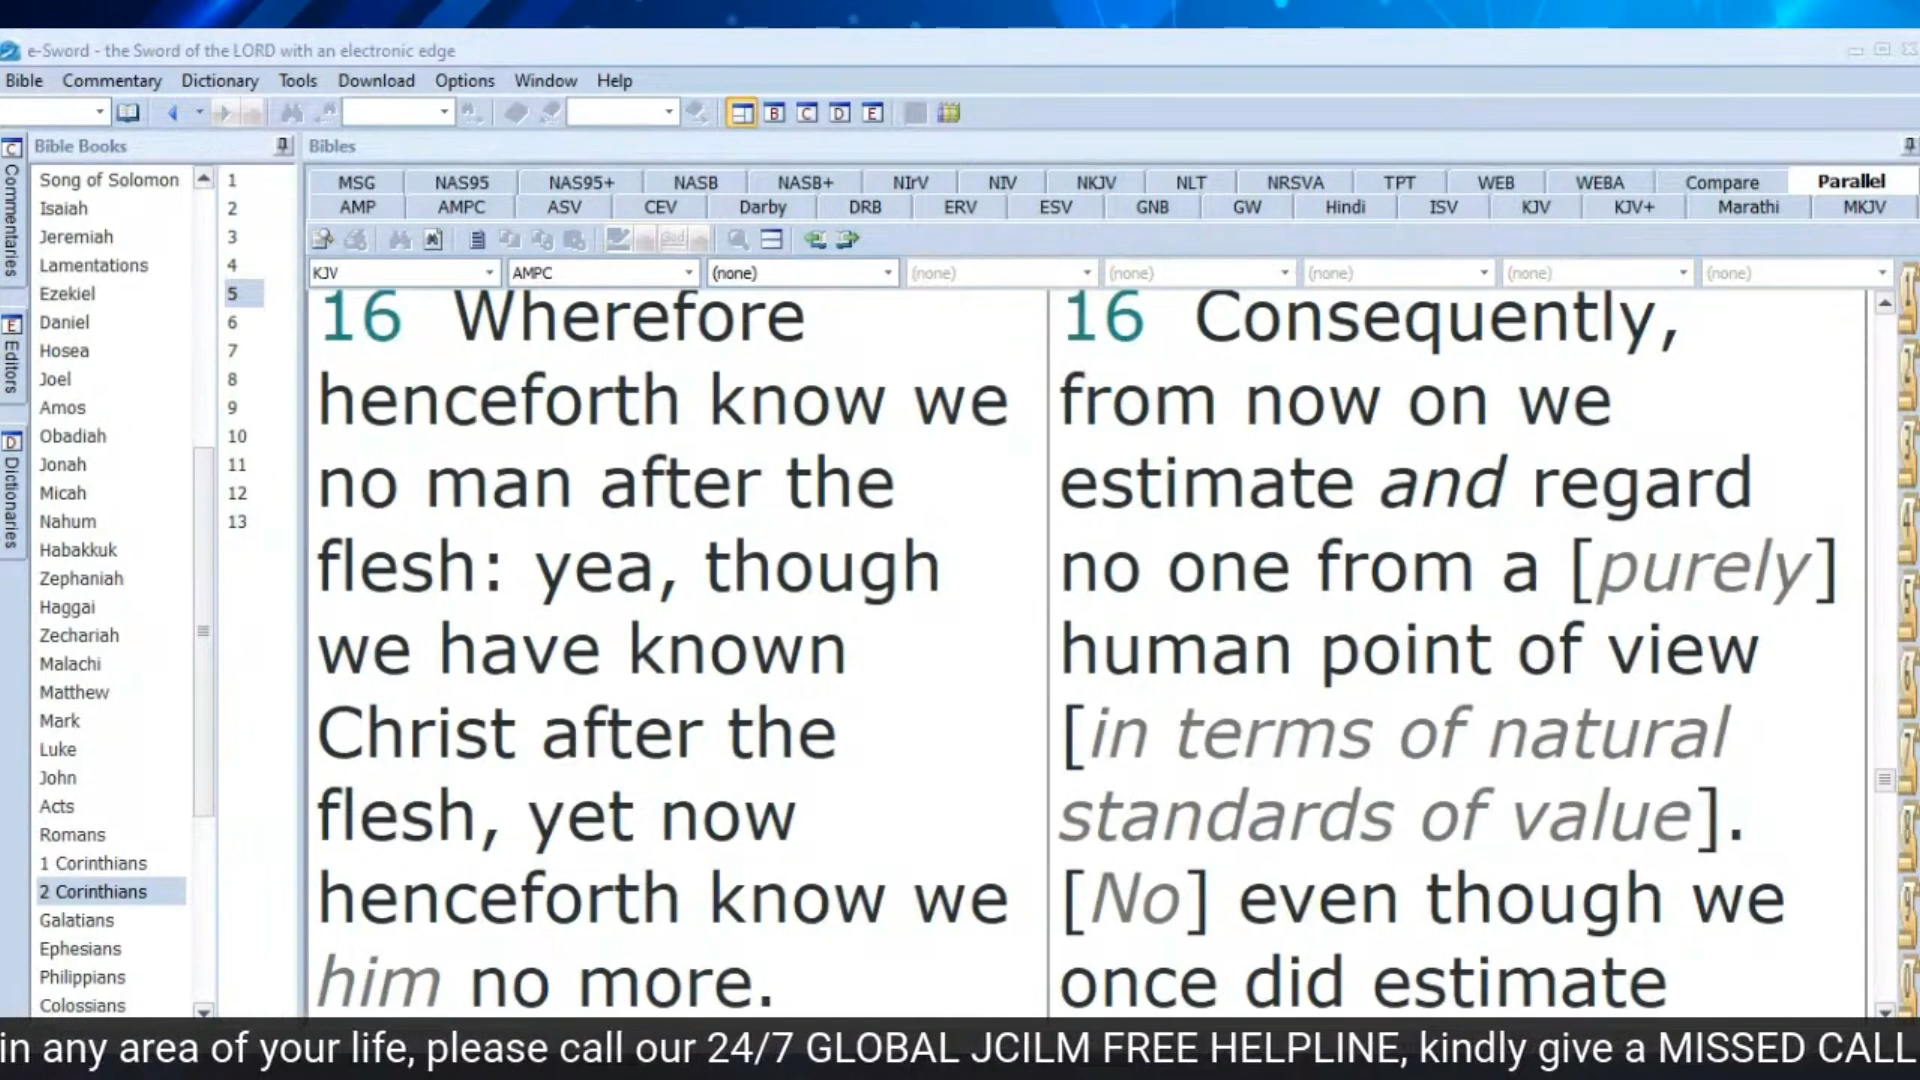 e-Sword - the Sword of the LORD with an electronic edge
Bible Commentary Dictionary Tools Download Options Window Help
B C D E
Bible Books
Bibles
C Commentaries
E Editors
D Dictionaries
Song of Solomon
Isaiah
Jeremiah
Lamentations
Ezekiel
Daniel
Hosea
Joel
Amos
Obadiah
Jonah
Micah
Nahum
Habakkuk
Zephaniah
Haggai
Zechariah
Malachi
Matthew
Mark
Luke
John
Acts
Romans
1 Corinthians
2 Corinthians
Galatians
Ephesians
Philippians
Colossians
1
2
3
4
5
6
7
8
9
10
11
12
13
MSG NAS95 NAS95+ NASB NASB+ NIrV NIV NKJV NLT NRSVA TPT WEB WEBA Compare Parallel
AMP AMPC ASV CEV Darby DRB ERV ESV GNB GW Hindi ISV KJV KJV+ Marathi MKJV
God
KJV AMPC (none) (none) (none) (none) (none) (none)
16 Wherefore
henceforth know we
no man after the
flesh: yea, though
we have known
Christ after the
flesh, yet now
henceforth know we
him no more.
16 Consequently,
from now on we
estimate and regard
no one from a [purely]
human point of view
[in terms of natural
standards of value].
[No] even though we
once did estimate
in any area of your life, please call our 24/7 GLOBAL JCILM FREE HELPLINE, kindly give a MISSED CALL